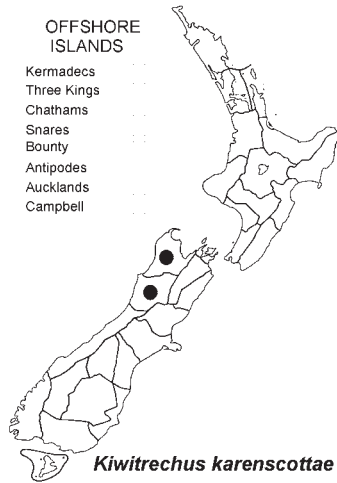 OFFSHORE
ISLANDS
Kermadecs
Three Kings
Chathams
Snares
Bounty
Antipodes
Aucklands
Campbell
Kiwitrechus karenscottae